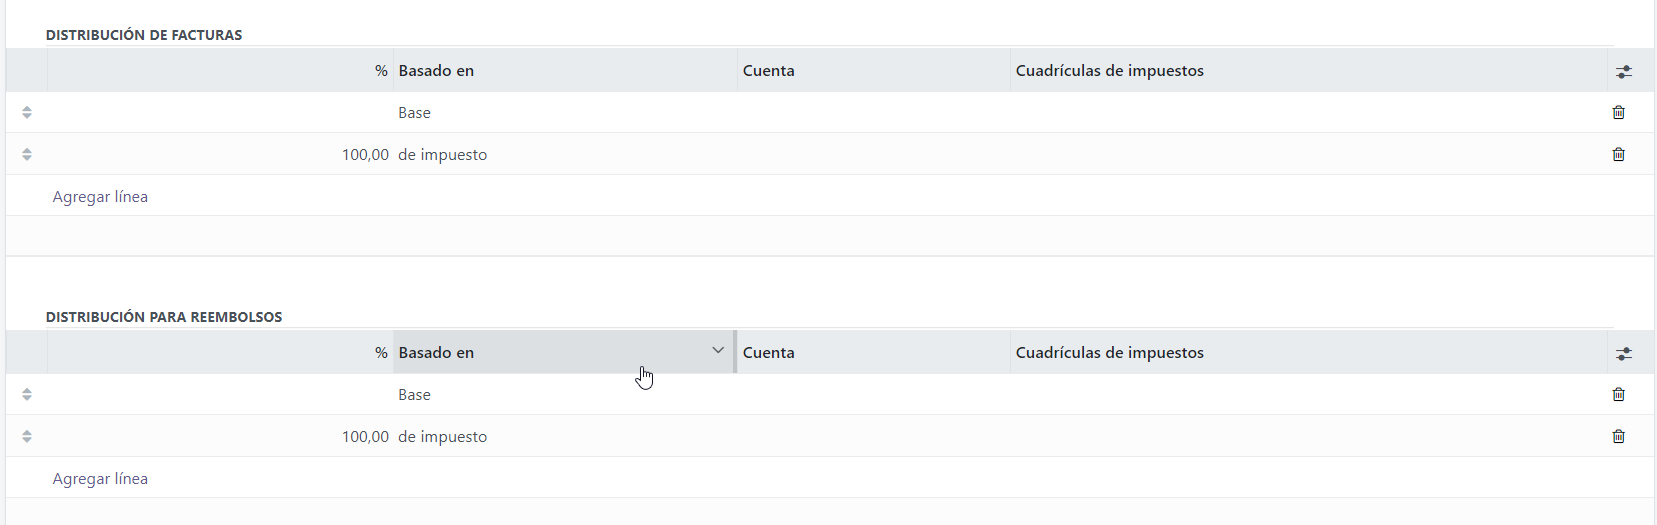 DISTRIBUCIÓN DE FACTURAS
% Basado en Cuenta Cuadrículas de impuestos
Base
100,00 de impuesto
Agregar línea
DISTRIBUCIÓN PARA REEMBOLSOS
% Basado en Cuenta Cuadrículas de impuestos
Base
100,00 de impuesto
Agregar línea